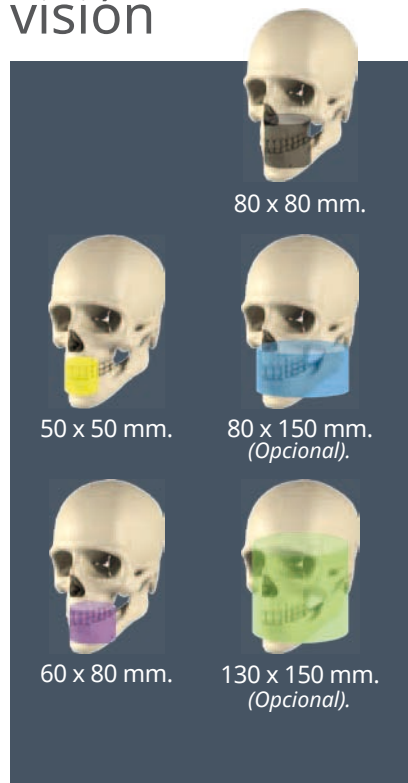 visión
80 x 80 mm.
50 x 50 mm.
80 x 150 mm.
(Opcional).
60 x 80 mm.
130 x 150 mm.
(Opcional).